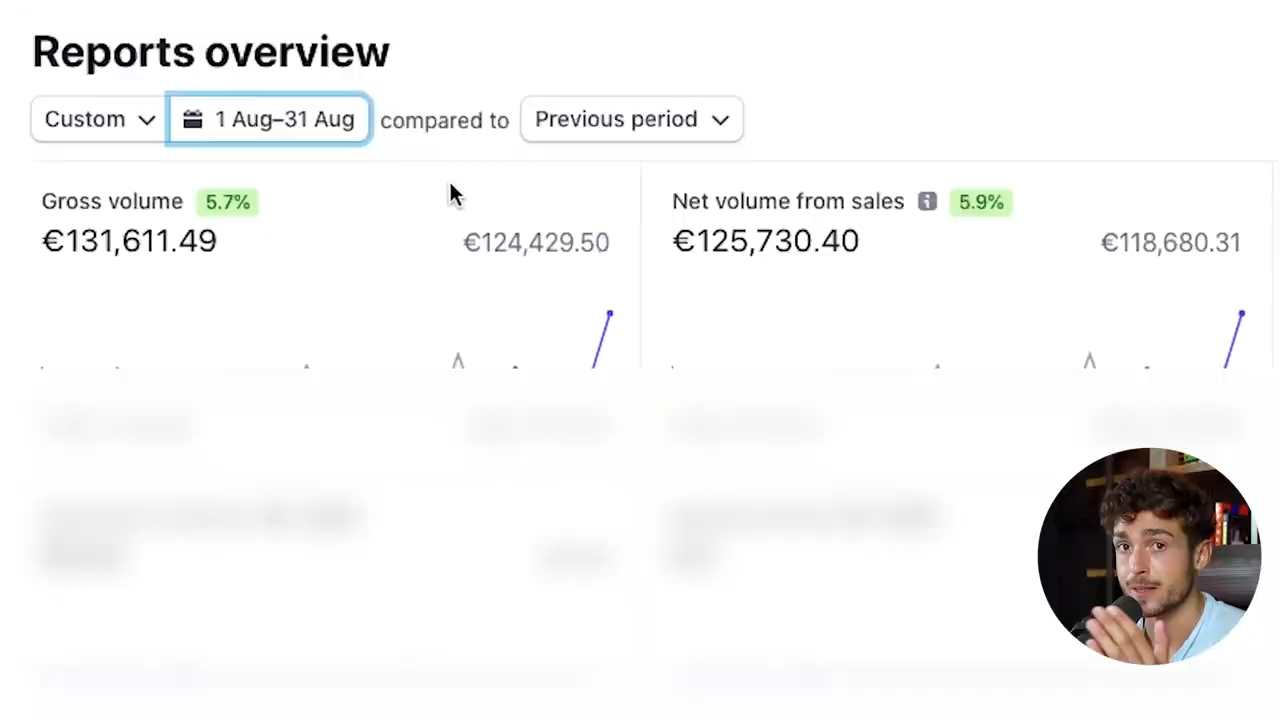 Reports overview
Custom 1 Aug–31 Aug compared to Previous period
Gross volume 5.7%
€131,611.49 €124,429.50
Net volume from sales 5.9%
€125,730.40 €118,680.31